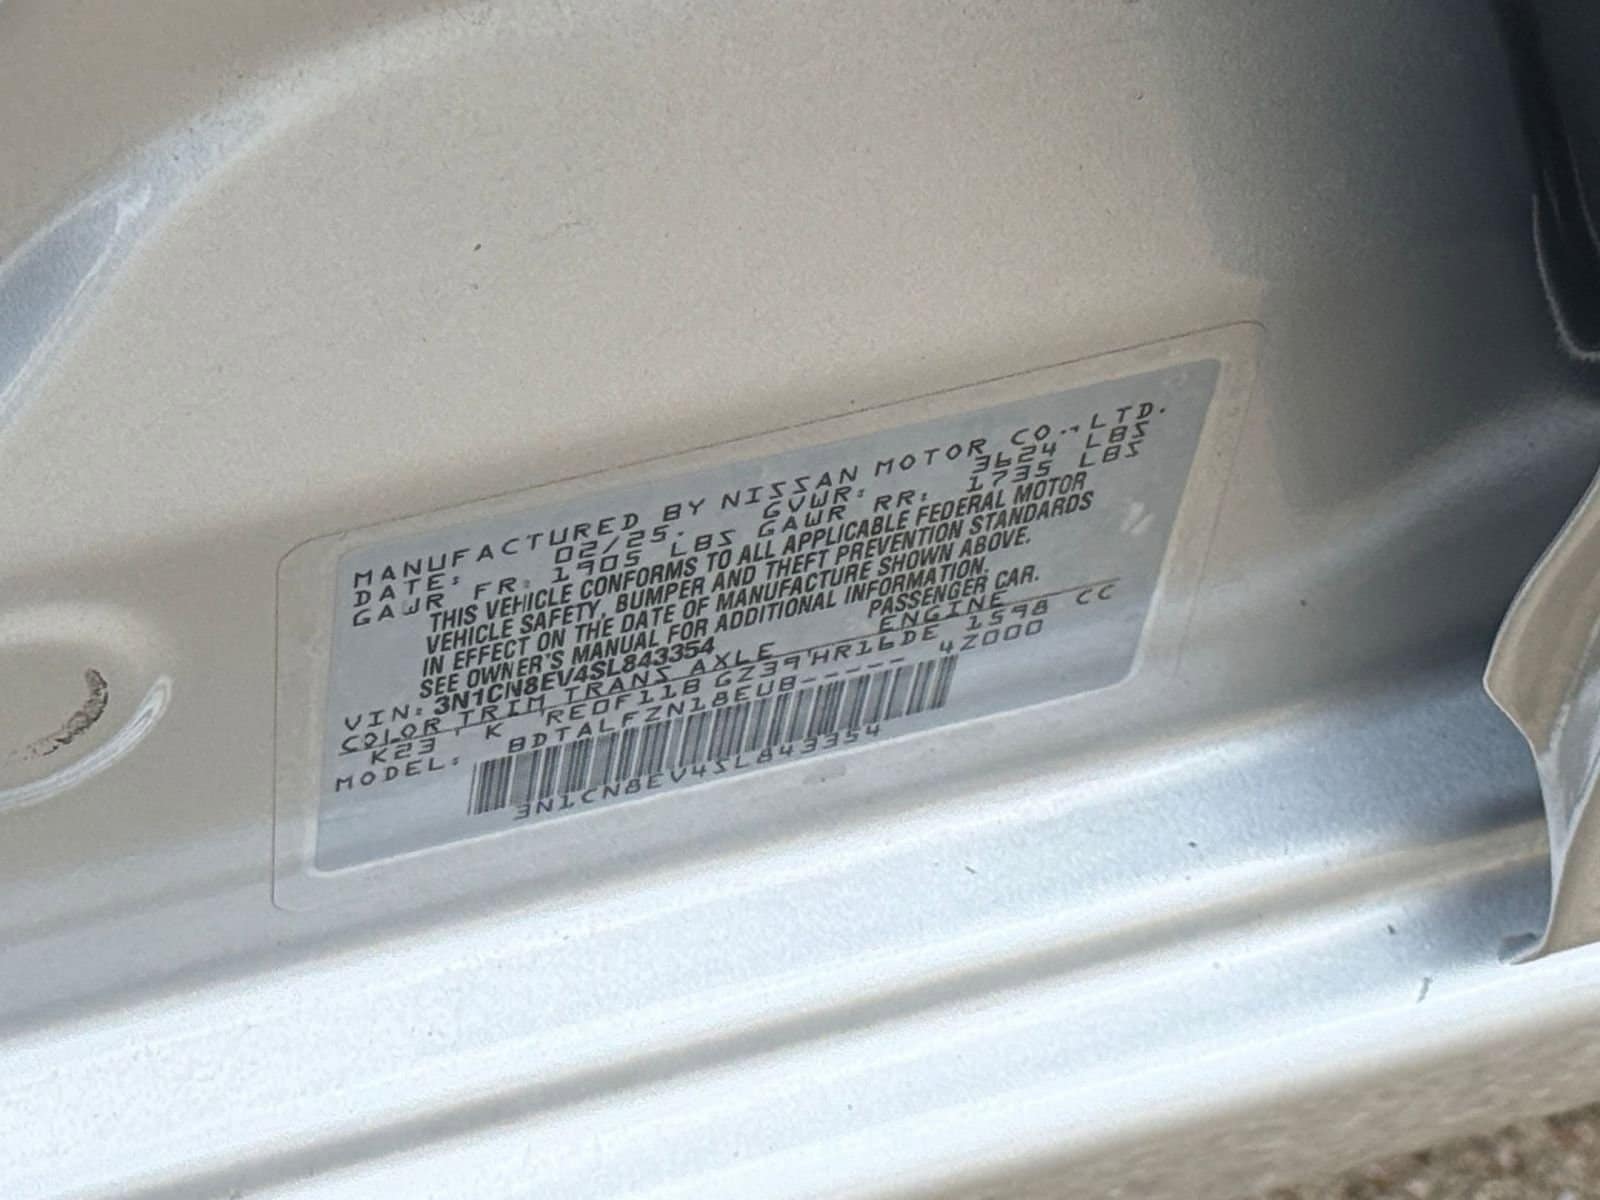 MANUFACTURED BY NISSAN MOTOR CO.,LTD.
DATE: 02/25. GVWR: 3624 LBS
GAWR FR: 1905 LBS GAWR RR: 1735 LBS
THIS VEHICLE CONFORMS TO ALL APPLICABLE FEDERAL MOTOR
VEHICLE SAFETY, BUMPER AND THEFT PREVENTION STANDARDS
IN EFFECT ON THE DATE OF MANUFACTURE SHOWN ABOVE.
SEE OWNER'S MANUAL FOR ADDITIONAL INFORMATION.
VIN: 3N1CN8EV4SL843354 PASSENGER CAR.
COLOR TRIM TRANS AXLE ENGINE
K23 K RE0F11B GZ39 HR16DE 1598 CC
MODEL: BDTALFZN18EUB----- 4Z000
3N1CN8EV4SL843354